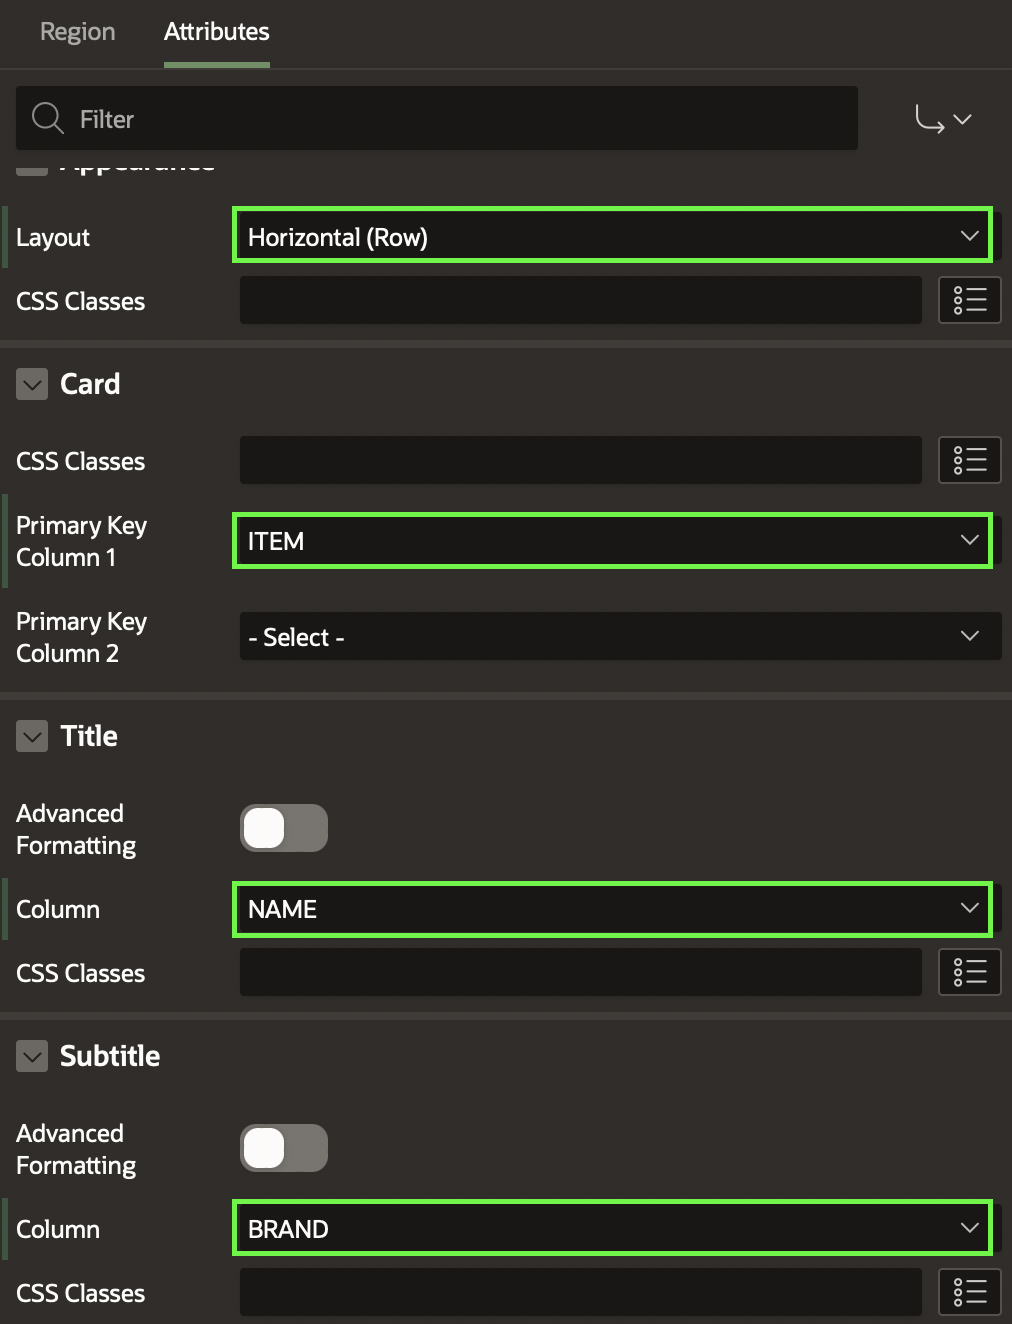 Region Attributes
Filter
Appearance
Layout Horizontal (Row)
CSS Classes
Card
CSS Classes
Primary Key
Column 1
ITEM
Primary Key
Column 2
- Select -
Title
Advanced
Formatting
Column NAME
CSS Classes
Subtitle
Advanced
Formatting
Column BRAND
CSS Classes